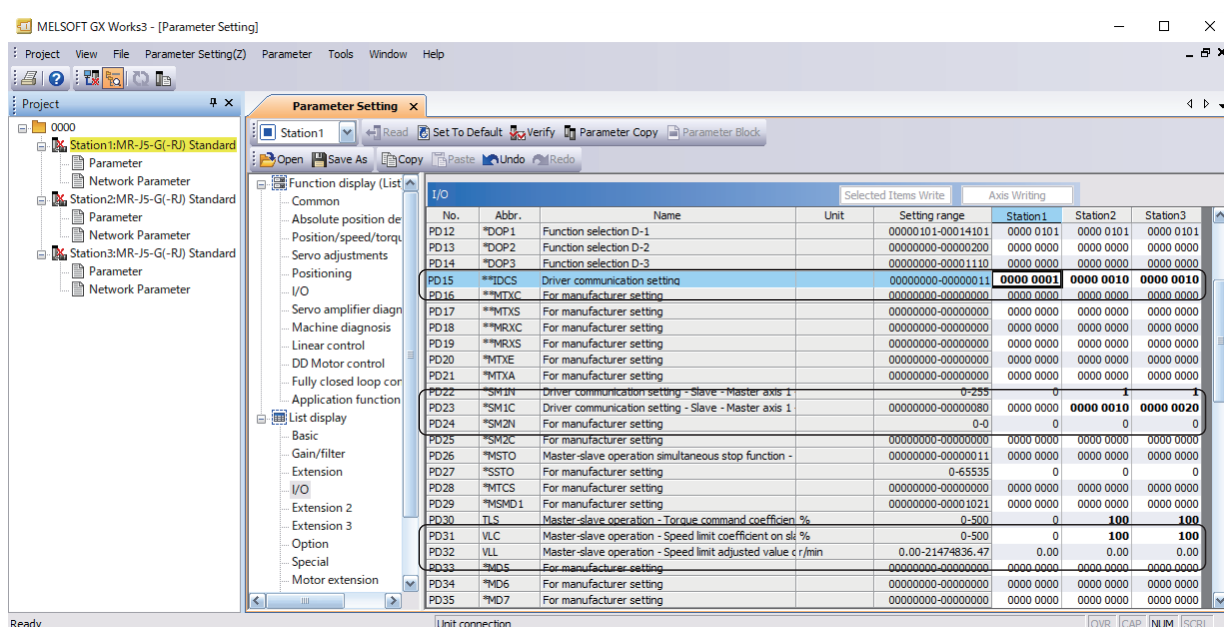 MELSOFT GX Works3 - [Parameter Setting]
Project View File Parameter Setting(Z) Parameter Tools Window Help
Project
0000
Station1:MR-J5-G(-RJ) Standard
Parameter
Network Parameter
Station2:MR-J5-G(-RJ) Standard
Parameter
Network Parameter
Station3:MR-J5-G(-RJ) Standard
Parameter
Network Parameter
Parameter Setting
Station1 Read Set To Default Verify Parameter Copy Parameter Block
Open Save As Copy Paste Undo Redo
Function display (List
Common
Absolute position de
Position/speed/torqu
Servo adjustments
Positioning
I/O
Servo amplifier diagn
Machine diagnosis
Linear control
DD Motor control
Fully closed loop cor
Application function
List display
Basic
Gain/filter
Extension
I/O
Extension 2
Extension 3
Option
Special
Motor extension
I/O Selected Items Write Axis Writing
No. Abbr. Name Unit Setting range Station1 Station2 Station3
PD12 *DOP1 Function selection D-1 00000101-00014101 0000 0101 0000 0101 0000 0101
PD13 *DOP2 Function selection D-2 00000000-00000200 0000 0000 0000 0000 0000 0000
PD14 *DOP3 Function selection D-3 00000000-00001110 0000 0000 0000 0000 0000 0000
PD15 **IDCS Driver communication setting 00000000-00000011 0000 0001 0000 0010 0000 0010
PD16 **MTXC For manufacturer setting 00000000-00000000 0000 0000 0000 0000 0000 0000
PD17 **MTXS For manufacturer setting 00000000-00000000 0000 0000 0000 0000 0000 0000
PD18 **MRXC For manufacturer setting 00000000-00000000 0000 0000 0000 0000 0000 0000
PD19 **MRXS For manufacturer setting 00000000-00000000 0000 0000 0000 0000 0000 0000
PD20 *MTXE For manufacturer setting 00000000-00000000 0000 0000 0000 0000 0000 0000
PD21 *MTXA For manufacturer setting 00000000-00000000 0000 0000 0000 0000 0000 0000
PD22 *SM1N Driver communication setting - Slave - Master axis 1 0-255 0 1 1
PD23 *SM1C Driver communication setting - Slave - Master axis 1 00000000-00000080 0000 0000 0000 0010 0000 0020
PD24 *SM2N For manufacturer setting 0-0 0 0 0
PD25 *SM2C For manufacturer setting 00000000-00000000 0000 0000 0000 0000 0000 0000
PD26 *MSTO Master-slave operation simultaneous stop function - 00000000-00000011 0000 0000 0000 0000 0000 0000
PD27 *SSTO For manufacturer setting 0-65535 0 0 0
PD28 *MTCS For manufacturer setting 00000000-00000000 0000 0000 0000 0000 0000 0000
PD29 *MSMD1 For manufacturer setting 00000000-00001021 0000 0000 0000 0000 0000 0000
PD30 TLS Master-slave operation - Torque command coefficien % 0-500 0 100 100
PD31 VLC Master-slave operation - Speed limit coefficient on sla % 0-500 0 100 100
PD32 VLL Master-slave operation - Speed limit adjusted value c r/min 0.00-21474836.47 0.00 0.00 0.00
PD33 *MD5 For manufacturer setting 00000000-00000000 0000 0000 0000 0000 0000 0000
PD34 *MD6 For manufacturer setting 00000000-00000000 0000 0000 0000 0000 0000 0000
PD35 *MD7 For manufacturer setting 00000000-00000000 0000 0000 0000 0000 0000 0000
Ready Unit connection OVR CAP NUM SCRL